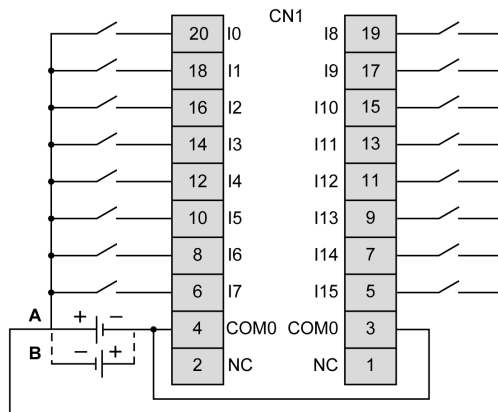 CN1
20 I0 I8 19
18 I1 I9 17
16 I2 I10 15
14 I3 I11 13
12 I4 I12 11
10 I5 I13 9
8 I6 I14 7
6 I7 I15 5
A + − 4 COM0 COM0 3
B − + 2 NC NC 1